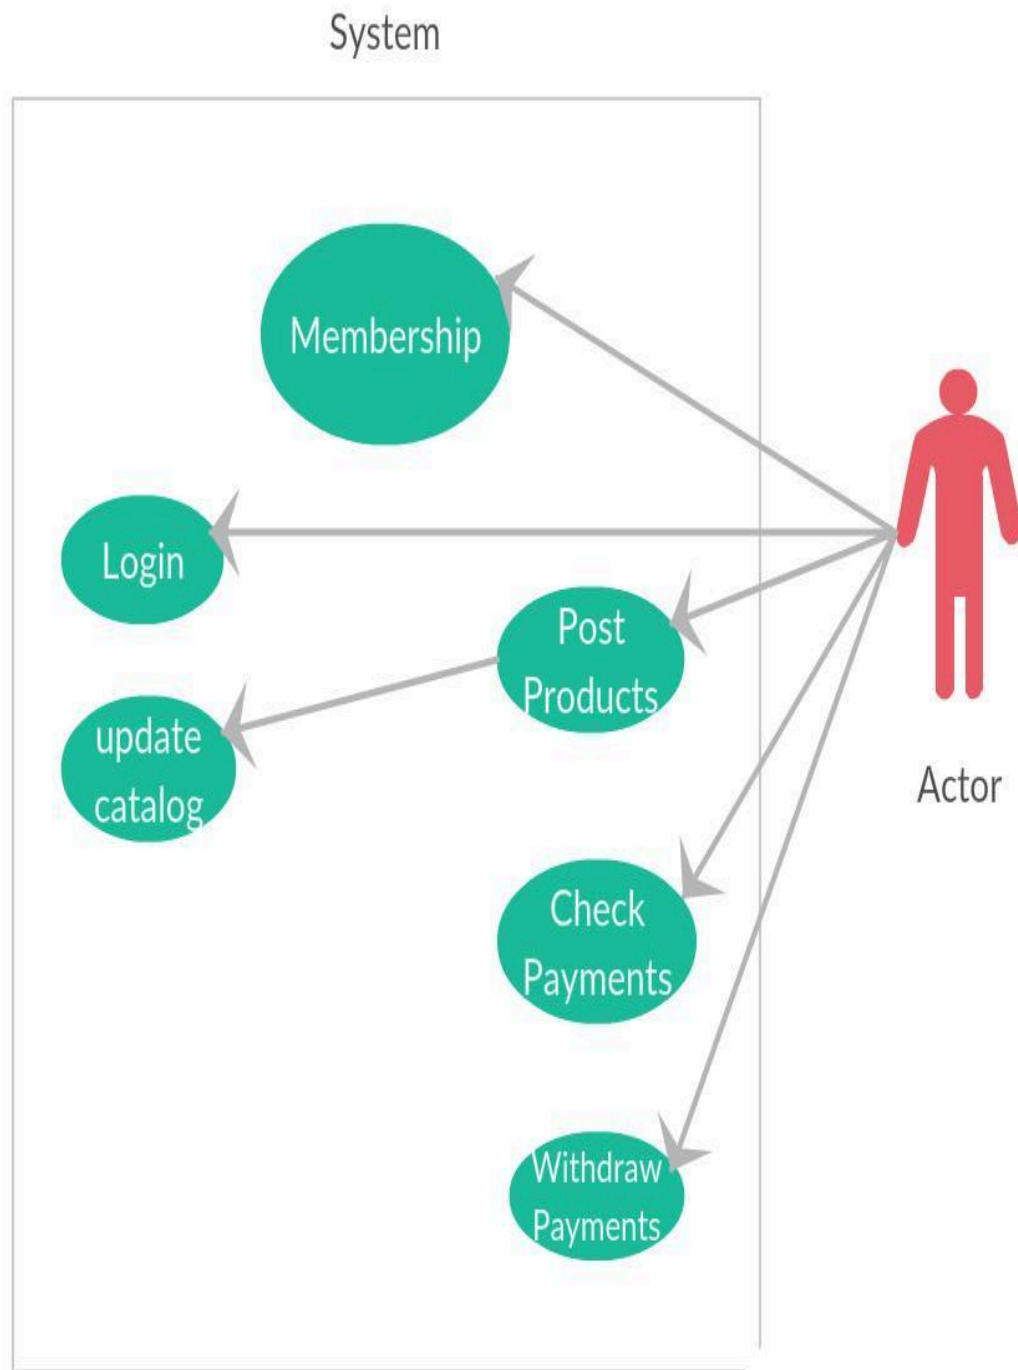 System
Membership
Login
Post
Products
update
catalog
Actor
Check
Payments
Withdraw
Payments